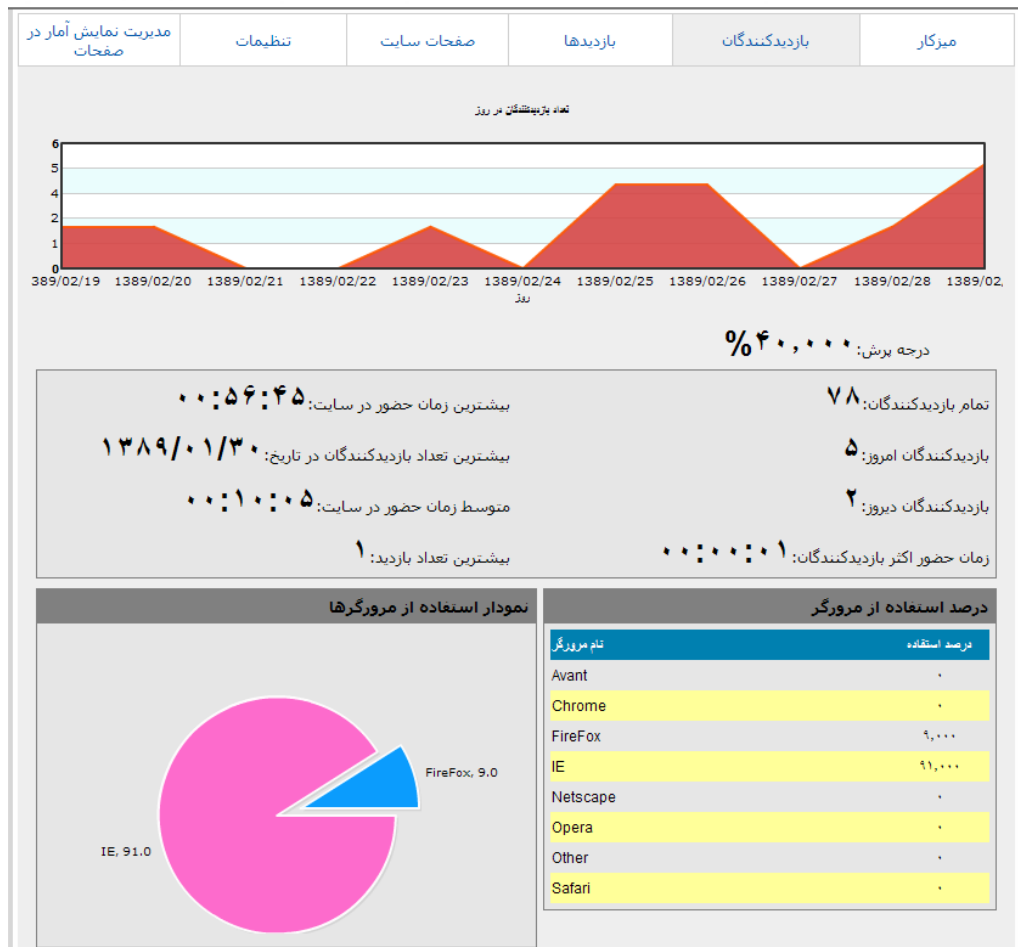 میزکار
بازدیدکنندگان
بازدیدها
صفحات سایت
تنظیمات
مدیریت نمایش آمار در
صفحات
تعداد بازدیدکنندگان در روز
6
5
4
2
1
0
389/02/19 1389/02/20 1389/02/21 1389/02/22 1389/02/23 1389/02/24 1389/02/25 1389/02/26 1389/02/27 1389/02/28 1389/02,
روز
درجه پرش: ۴۰,۰۰۰%
تمام بازدیدکنندگان: ۷۸
بیشترین زمان حضور در سایت: ۰۰:۵۶:۴۵
بازدیدکنندگان امروز: ۵
بیشترین تعداد بازدیدکنندگان در تاریخ: ۱۳۸۹/۰۱/۳۰
بازدیدکنندگان دیروز: ۲
متوسط زمان حضور در سایت: ۰۰:۱۰:۰۵
زمان حضور اکثر بازدیدکنندگان: ۰۰:۰۰:۰۱
بیشترین تعداد بازدید: ۱
درصد استفاده از مرورگر
درصد استفاده نام مرورگر
Avant ۰
Chrome ۰
FireFox ۹,۰۰۰
IE ۹۱,۰۰۰
Netscape ۰
Opera ۰
Other ۰
Safari ۰
نمودار استفاده از مرورگرها
FireFox, 9.0
IE, 91.0